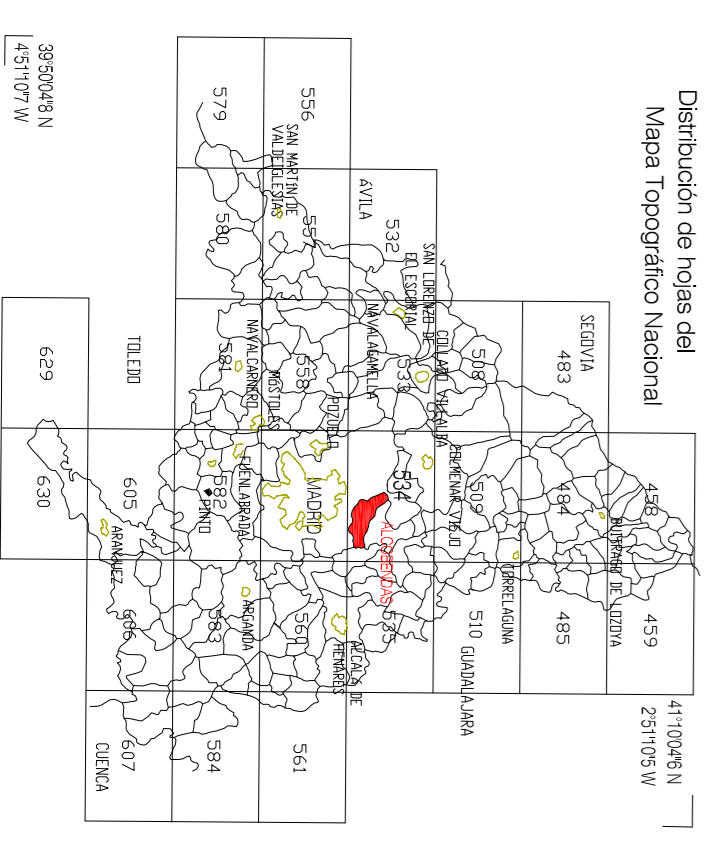 Distribución de hojas del
Mapa Topográfico Nacional
41°10'04"6 N
2°51'10"5 W
458
459
BUITRAGO DE LOZOYA
SEGOVIA
483
484
485
TORRELAGUNA
508
509
510
GUADALAJARA
COLLADO VILLALBA
COLMENAR VIEJO
ÁVILA
532
SAN LORENZO DE
EL ESCORIAL
533
NAVALAGAMELLA
534
ALCOBENDAS
535
556
SAN MARTÍN DE
VALDEIGLESIAS
557
558
MÓSTOLES
POZUELO
MADRID
560
ALCALÁ DE
HENARES
561
579
580
581
NAVALCARNERO
582
FUENLABRADA
PINTO
583
ARGANDA
584
TOLEDO
605
ARANJUEZ
606
607
CUENCA
629
630
39°50'04"8 N
4°51'10"7 W